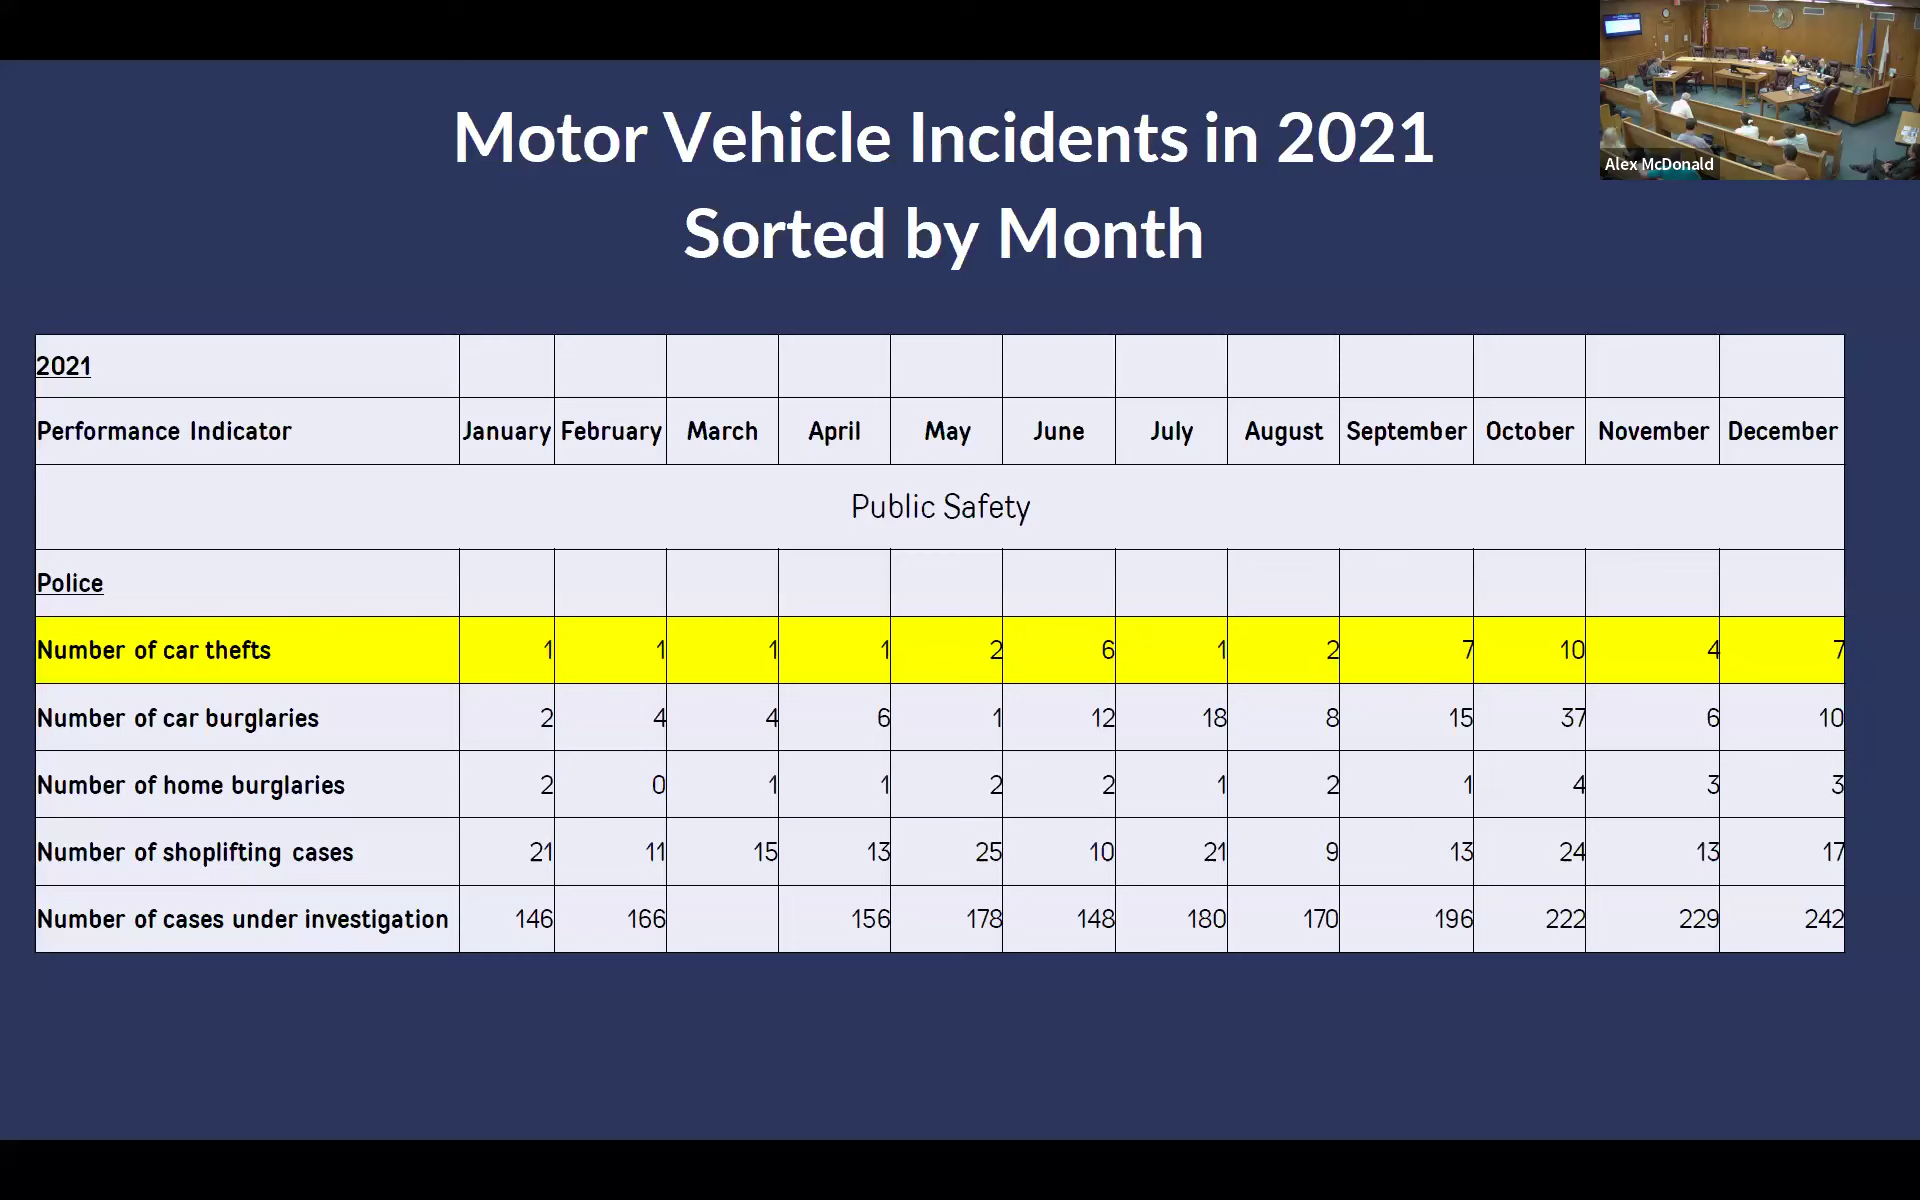 Alex McDonald
Motor Vehicle Incidents in 2021
Sorted by Month
2021
Performance Indicator January February March April May June July August September October November December
Public Safety
Police
Number of car thefts 1 1 1 1 2 6 1 2 7 10 4 7
Number of car burglaries 2 4 4 6 1 12 18 8 15 37 6 10
Number of home burglaries 2 0 1 1 2 2 1 2 1 4 3 3
Number of shoplifting cases 21 11 15 13 25 10 21 9 13 24 13 17
Number of cases under investigation 146 166 156 178 148 180 170 196 222 229 242